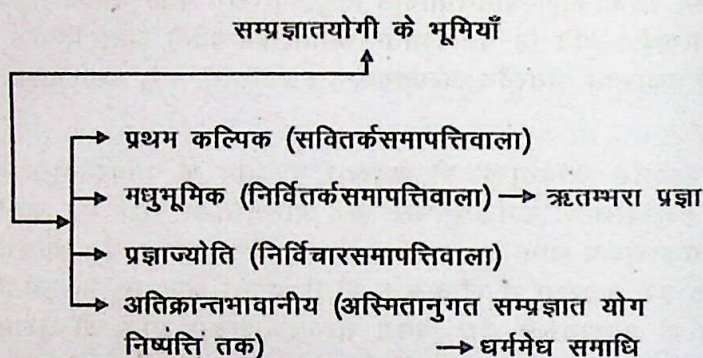 सम्प्रज्ञातयोगी के भूमियाँ
प्रथम कल्पिक (सवितर्कसमापत्तिवाला)
मधुभूमिक (निर्वितर्कसमापत्तिवाला) → ऋतम्भरा प्रज्ञा
प्रज्ञाज्योति (निर्विचारसमापत्तिवाला)
अतिक्रान्तभावानीय (अस्मितानुगत सम्प्रज्ञात योग
निष्पत्ति तक) → धर्ममेध समाधि